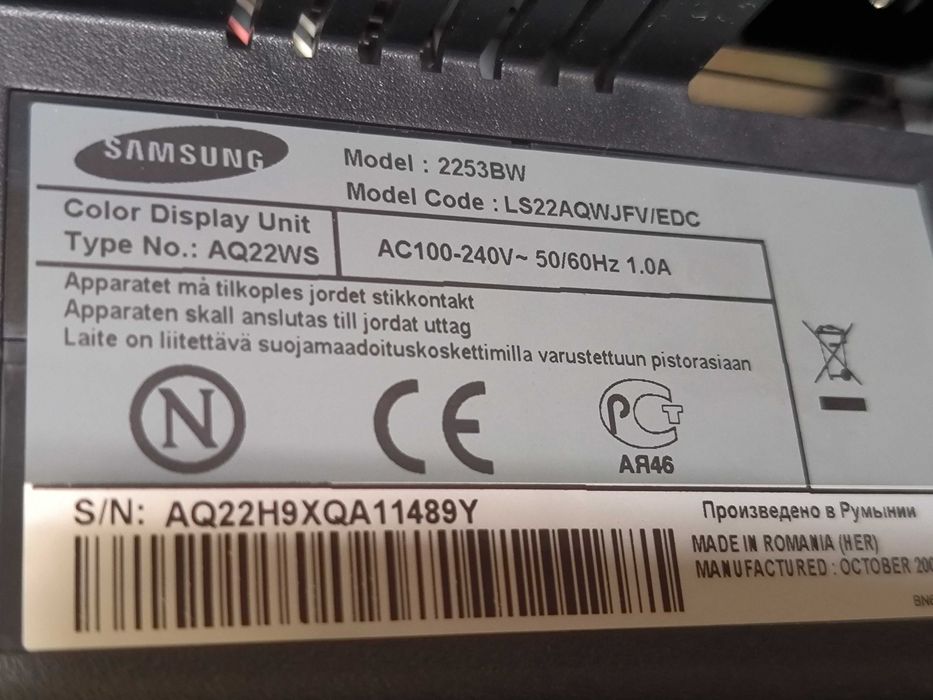 SAMSUNG
Model : 2253BW
Model Code : LS22AQWJFV/EDC
Color Display Unit
Type No.: AQ22WS
AC100-240V~ 50/60Hz 1.0A
Apparatet må tilkoples jordet stikkontakt
Apparaten skall anslutas till jordat uttag
Laite on liitettävä suojamaadoituskoskettimilla varustettuun pistorasiaan
N
CE
РСТ
АЯ46
S/N: AQ22H9XQA11489Y
Произведено в Румынии
MADE IN ROMANIA (HER)
MANUFACTURED : OCTOBER